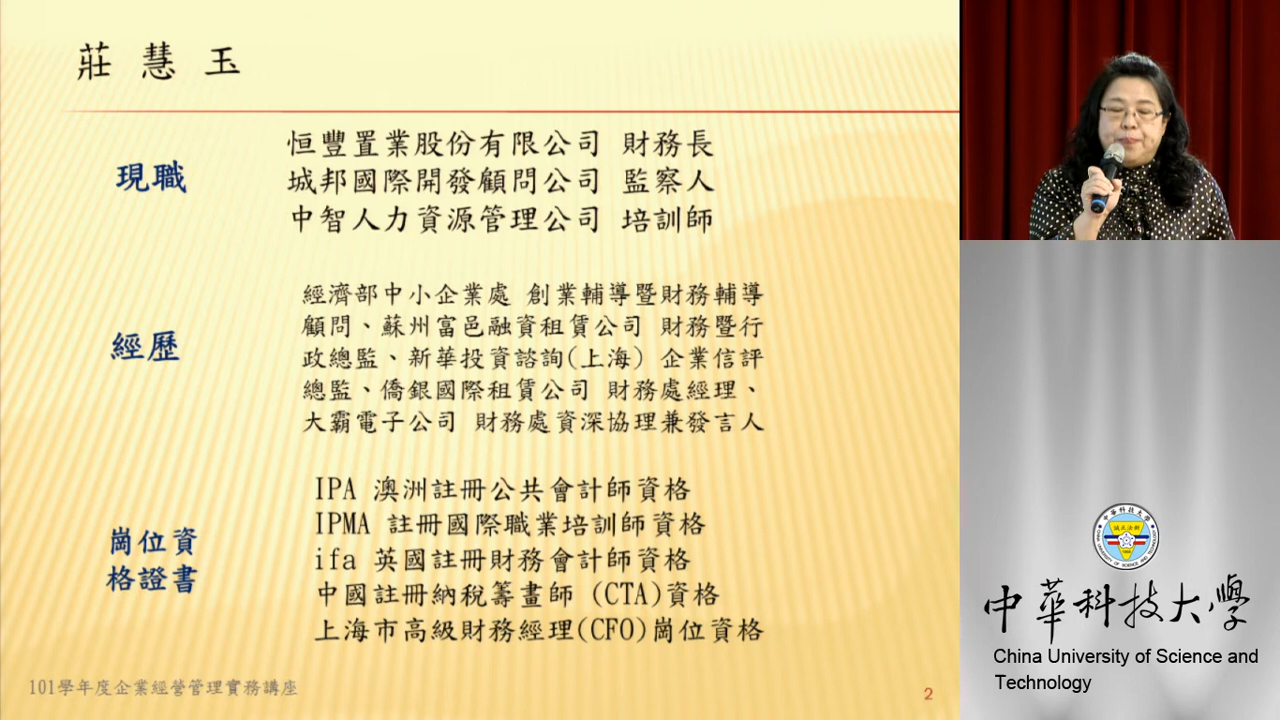 莊 慧 玉
現職
恒豐置業股份有限公司 財務長
城邦國際開發顧問公司 監察人
中智人力資源管理公司 培訓師
經歷
經濟部中小企業處 創業輔導暨財務輔導
顧問、蘇州富邑融資租賃公司 財務暨行
政總監、新華投資諮詢(上海) 企業信評
總監、僑銀國際租賃公司 財務處經理、
大霸電子公司 財務處資深協理兼發言人
崗位資
格證書
IPA 澳洲註冊公共會計師資格
IPMA 註冊國際職業培訓師資格
ifa 英國註冊財務會計師資格
中國註冊納稅籌畫師 (CTA)資格
上海市高級財務經理(CFO)崗位資格
101學年度企業經營管理實務講座
2
中華科技大學
China University of Science and
Technology